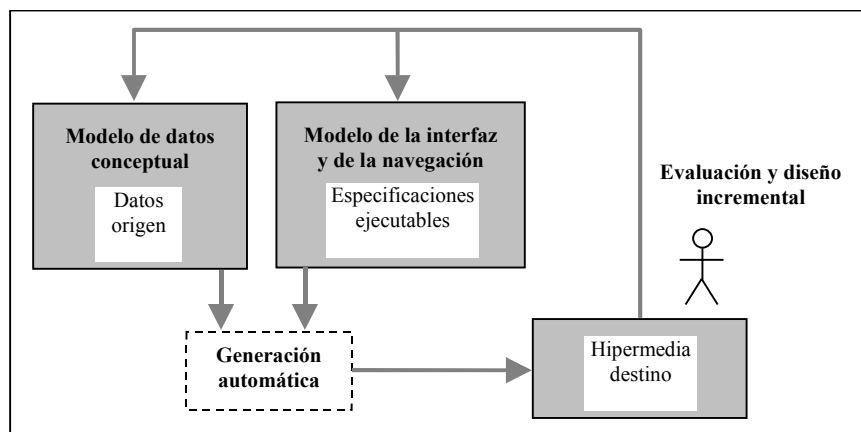 Modelo de datos
conceptual
Datos
origen
Modelo de la interfaz
y de la navegación
Especificaciones
ejecutables
Evaluación y diseño
incremental
Generación
automática
Hipermedia
destino